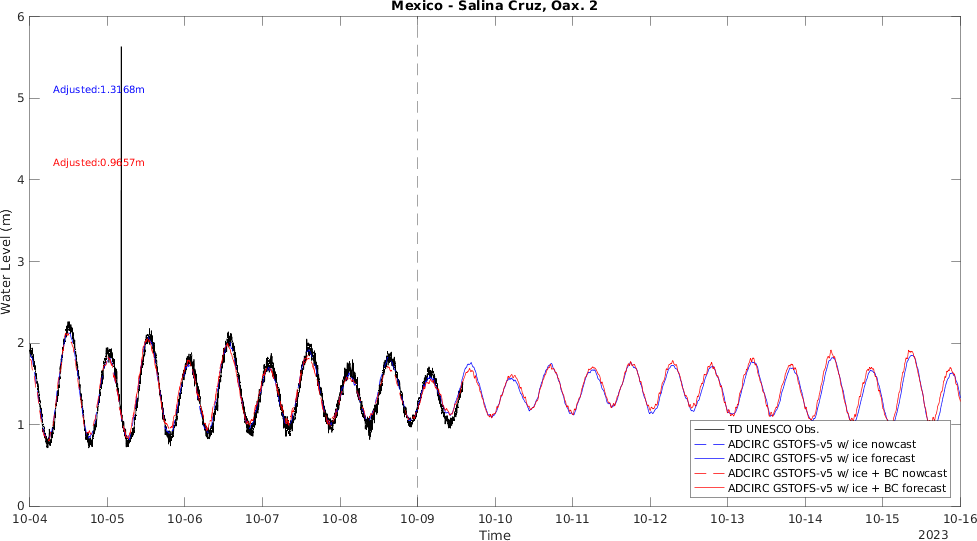 Mexico - Salina Cruz, Oax. 2
6
5
4
3
2
1
0
Water Level (m)
Adjusted:1.3168m
Adjusted:0.9657m
TD UNESCO Obs.
ADCIRC GSTOFS-v5 w/ ice nowcast
ADCIRC GSTOFS-v5 w/ ice forecast
ADCIRC GSTOFS-v5 w/ ice + BC nowcast
ADCIRC GSTOFS-v5 w/ ice + BC forecast
10-04 10-05 10-06 10-07 10-08 10-09 10-10 10-11 10-12 10-13 10-14 10-15 10-16
Time
2023